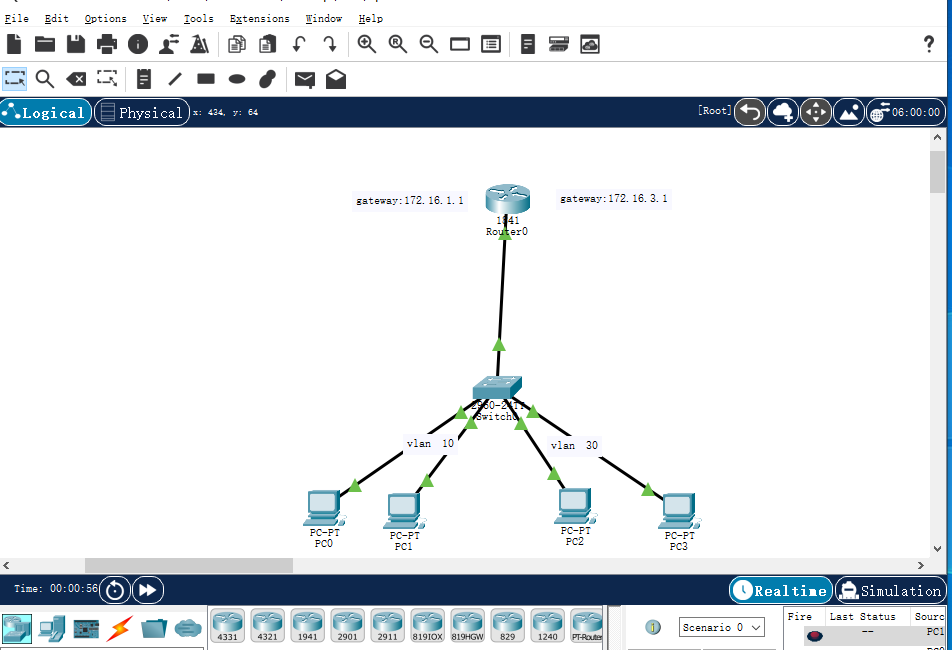 File Edit Options View Tools Extensions Window Help
?
Logical Physical x: 434, y: 64 [Root] 06:00:00
gateway:172.16.1.1 gateway:172.16.3.1
1841
Router0
2960-24TT
Switch0
vlan 10 vlan 30
PC-PT PC-PT PC-PT PC-PT
PC0 PC1 PC2 PC3
Time: 00:00:56 Realtime Simulation
4331 4321 1941 2901 2911 819IOX 819HGW 829 1240 PT-Router
Scenario 0
Fire Last Status Sourc
-- PC1